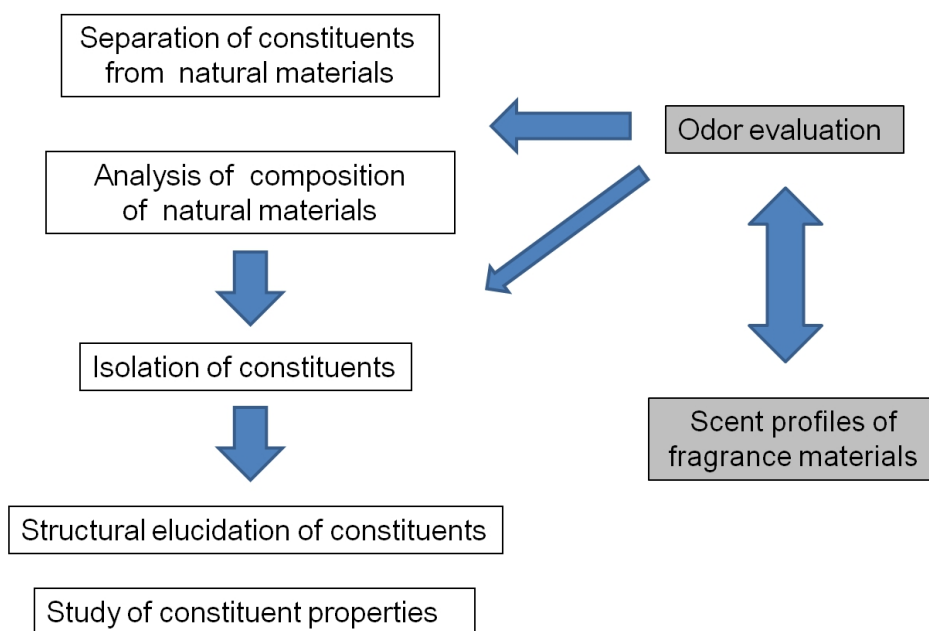 Separation of constituents
from natural materials
Odor evaluation
Analysis of composition
of natural materials
Isolation of constituents
Scent profiles of
fragrance materials
Structural elucidation of constituents
Study of constituent properties